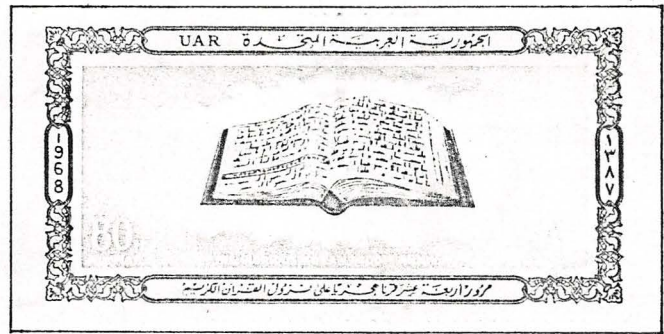 الجمهورية العربية المتحدة UAR
1968
١٣٨٧
مرور أربعة عشر قرنا هجريا على نزول القرآن الكريم